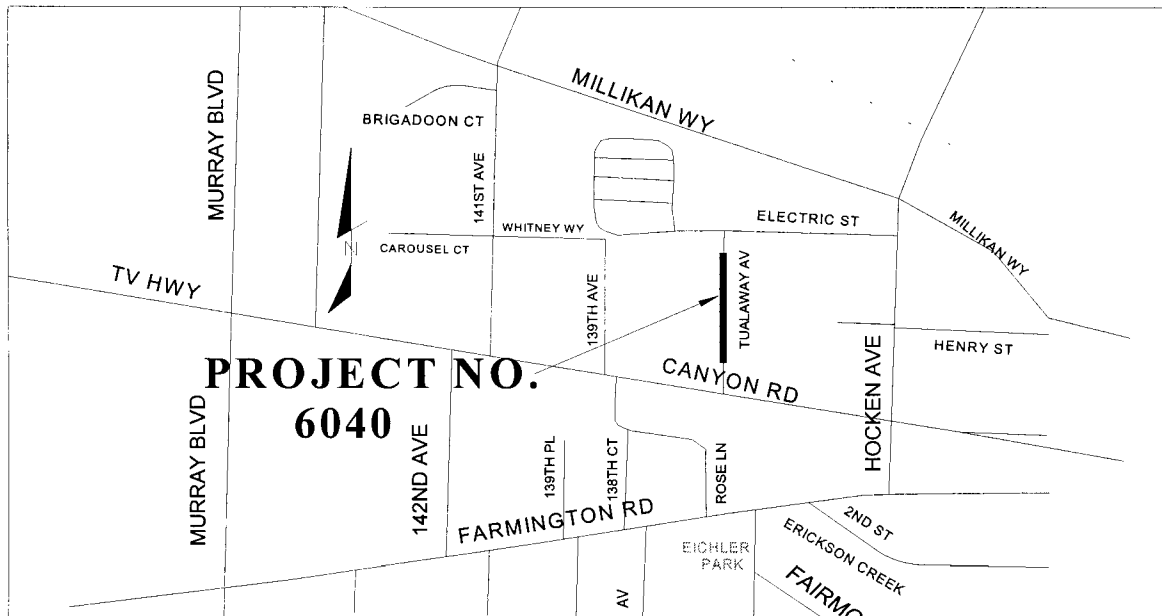 MILLIKAN WY
MURRAY BLVD
BRIGADOON CT
141ST AVE
ELECTRIC ST
MILLIKAN WY
WHITNEY WY
N
CAROUSEL CT
TV HWY
139TH AVE
TUALAWAY AV
HENRY ST
PROJECT NO.
6040
CANYON RD
HOCKEN AVE
MURRAY BLVD
142ND AVE
139TH PL
138TH CT
ROSE LN
FARMINGTON RD
2ND ST
ERICKSON CREEK
EICHLER
PARK
FAIRMO
AV